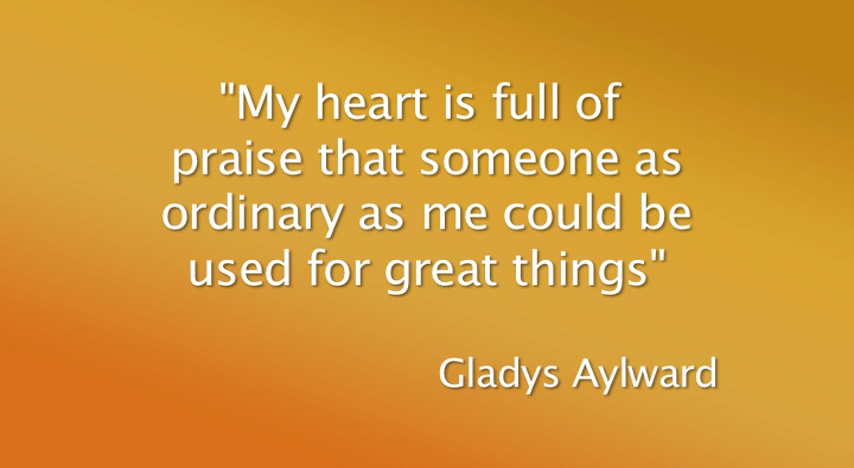 "My heart is full of
praise that someone as
ordinary as me could be
used for great things"
Gladys Aylward